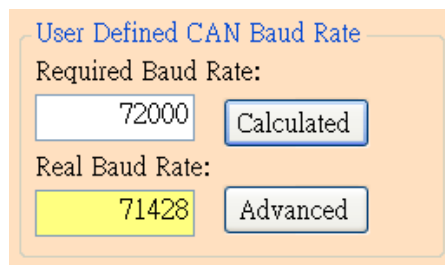 User Defined CAN Baud Rate
Required Baud Rate:
72000 Calculated
Real Baud Rate:
71428 Advanced